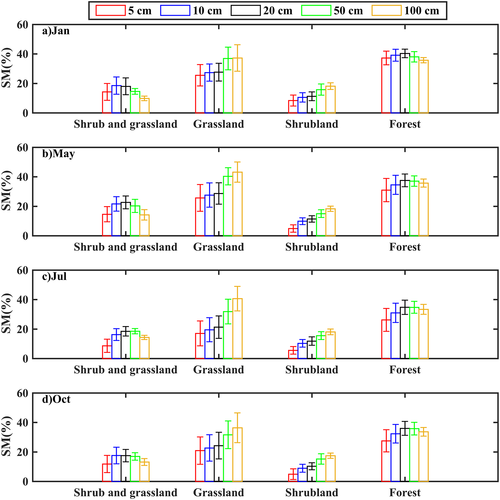 5 cm 10 cm 20 cm 50 cm 100 cm
a)Jan
SM(%)
60
40
20
0
Shrub and grassland Grassland Shrubland Forest
b)May
SM(%)
60
40
20
0
Shrub and grassland Grassland Shrubland Forest
c)Jul
SM(%)
60
40
20
0
Shrub and grassland Grassland Shrubland Forest
d)Oct
SM(%)
60
40
20
0
Shrub and grassland Grassland Shrubland Forest